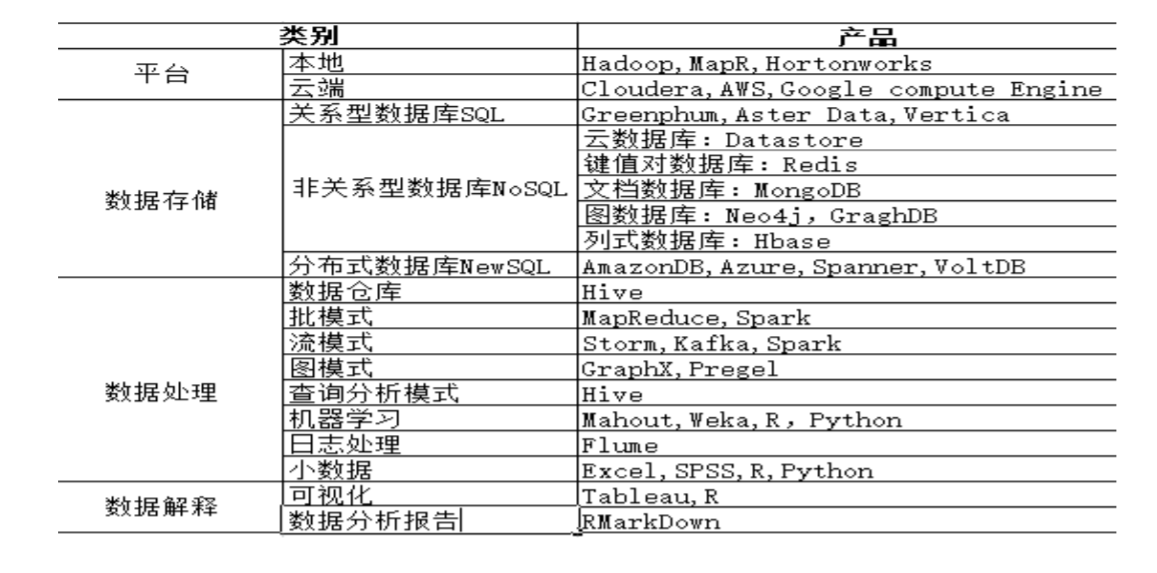 类别 产品
平台 本地 Hadoop,MapR,Hortonworks
云端 Cloudera,AWS,Google compute Engine
数据存储 关系型数据库SQL Greenphum,Aster Data,Vertica
非关系型数据库NoSQL 云数据库：Datastore
键值对数据库：Redis
文档数据库：MongoDB
图数据库：Neo4j，GraghDB
列式数据库：Hbase
分布式数据库NewSQL AmazonDB,Azure,Spanner,VoltDB
数据处理 数据仓库 Hive
批模式 MapReduce,Spark
流模式 Storm,Kafka,Spark
图模式 GraphX,Pregel
查询分析模式 Hive
机器学习 Mahout,Weka,R，Python
日志处理 Flume
小数据 Excel,SPSS,R,Python
数据解释 可视化 Tableau,R
数据分析报告 RMarkDown